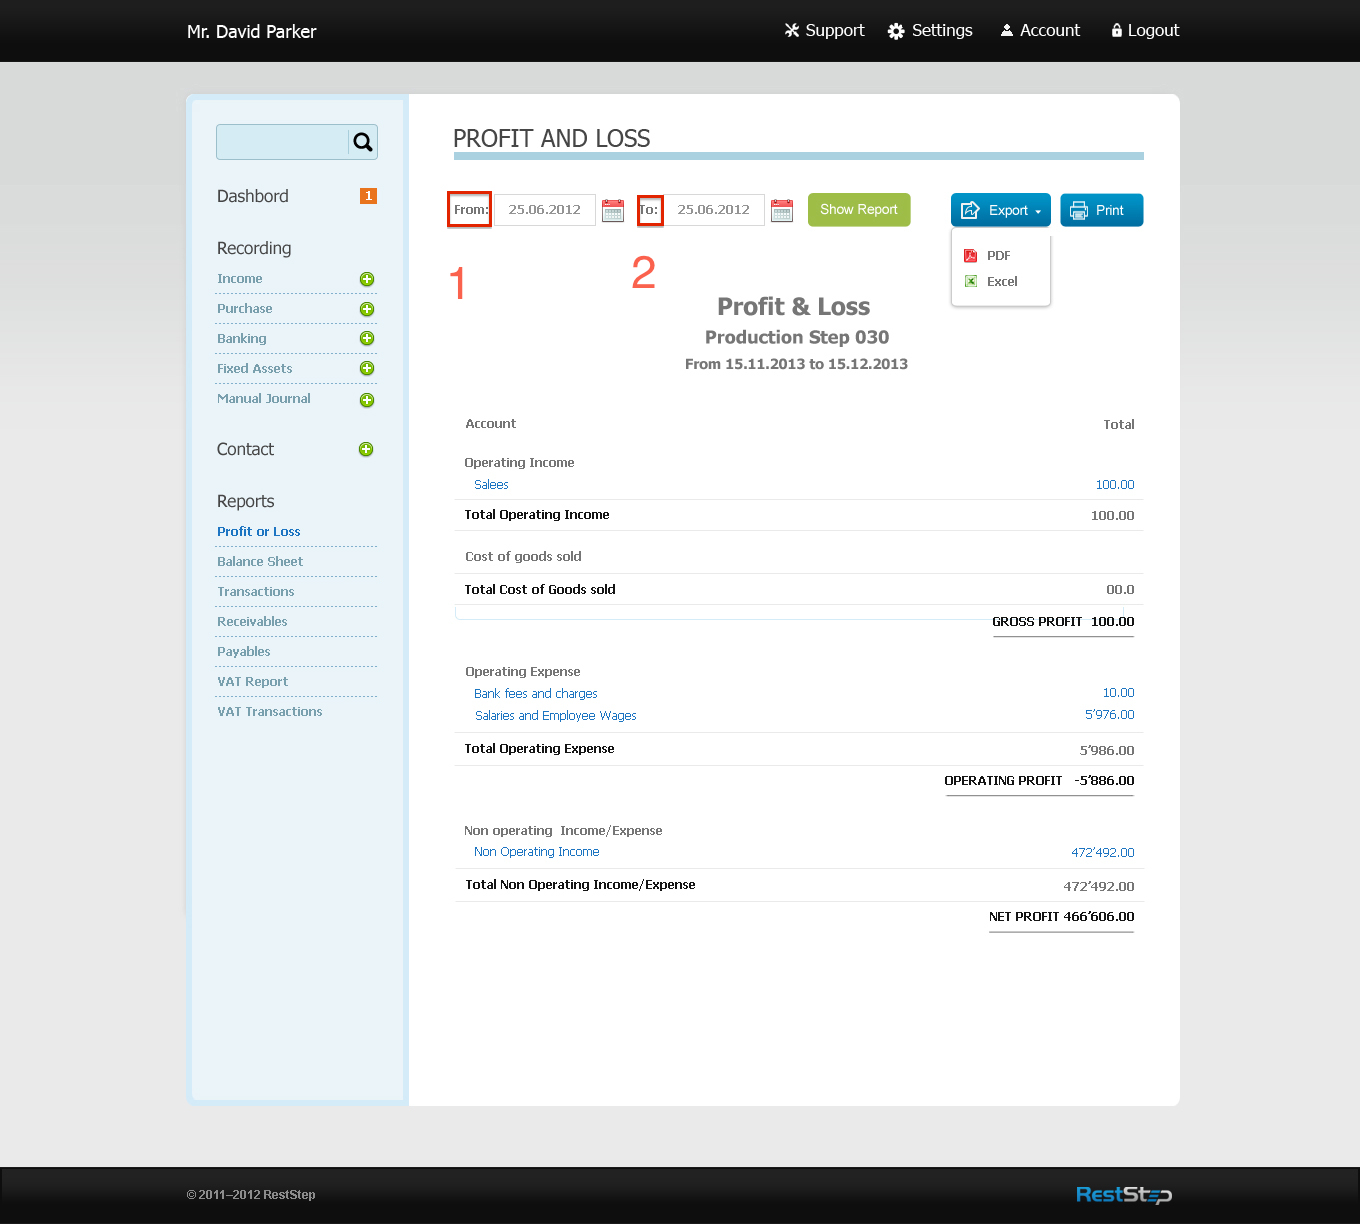 Mr. David Parker
Support Settings Account Logout
PROFIT AND LOSS
Dashbord 1
Recording
Income
Purchase
Banking
Fixed Assets
Manual Journal
Contact
Reports
Profit or Loss
Balance Sheet
Transactions
Receivables
Payables
VAT Report
VAT Transactions
From: 25.06.2012 To: 25.06.2012 Show Report Export Print
PDF
Excel
1 2
Profit & Loss
Production Step 030
From 15.11.2013 to 15.12.2013
Account Total
Operating Income
Salees 100.00
Total Operating Income 100.00
Cost of goods sold
Total Cost of Goods sold 00.0
GROSS PROFIT 100.00
Operating Expense
Bank fees and charges 10.00
Salaries and Employee Wages 5'976.00
Total Operating Expense 5'986.00
OPERATING PROFIT -5'886.00
Non operating Income/Expense
Non Operating Income 472'492.00
Total Non Operating Income/Expense 472'492.00
NET PROFIT 466'606.00
© 2011–2012 RestStep
RestStep